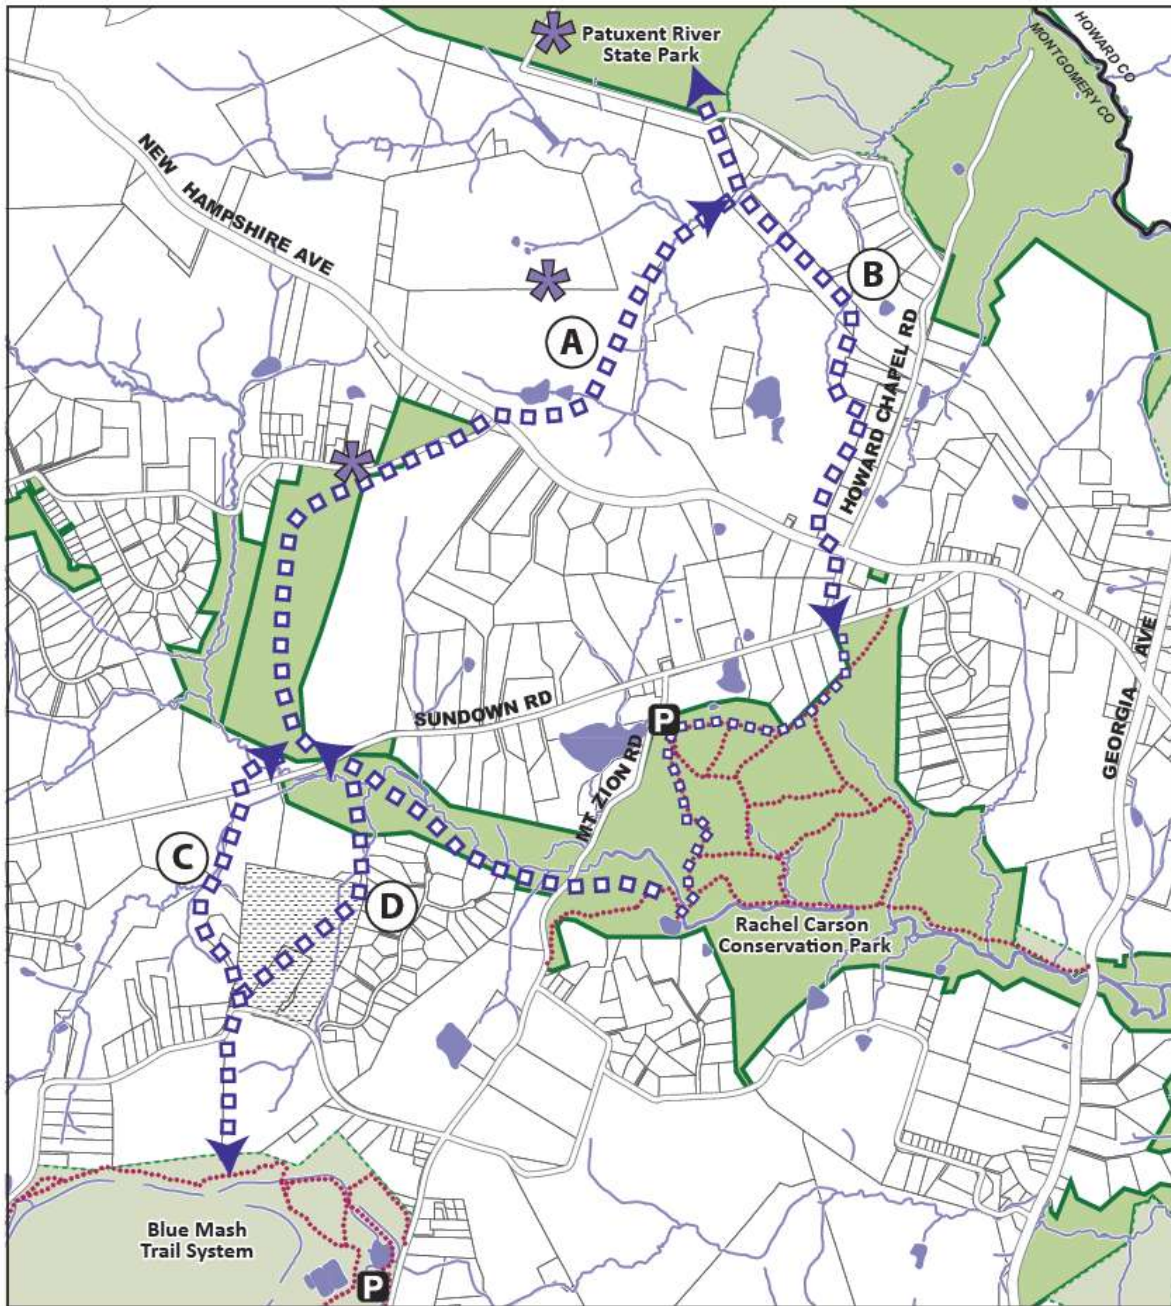 Patuxent River
State Park
HOWARD CO
MONTGOMERY CO
NEW HAMPSHIRE AVE
B
A
HOWARD CHAPEL RD
SUNDOWN RD
P
GEORGIA AVE
MT ZION RD
C
D
Rachel Carson
Conservation Park
Blue Mash
Trail System
P